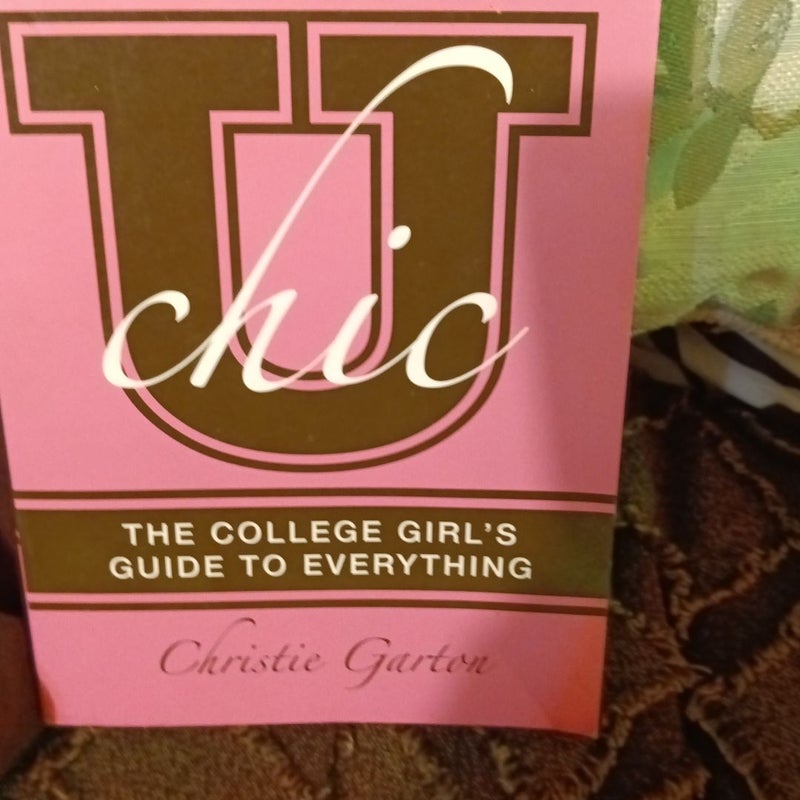 U
chic
THE COLLEGE GIRL'S
GUIDE TO EVERYTHING
Christie Garton